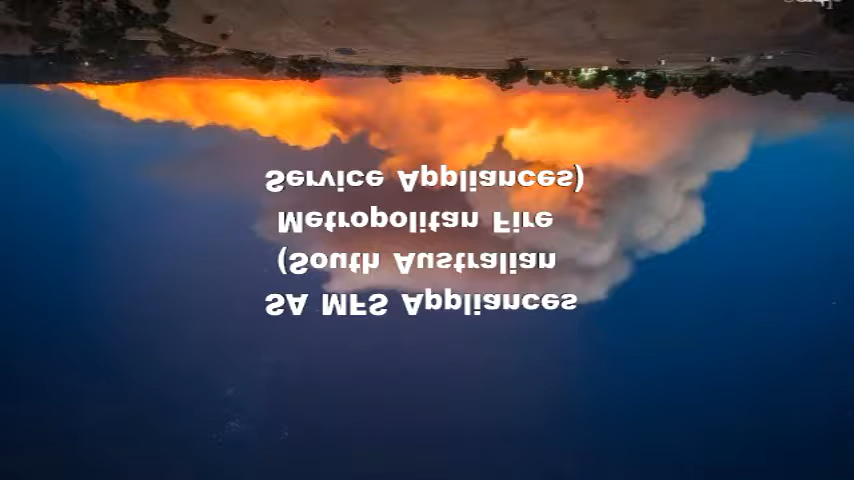 SA MFS Appliances
(South Australian
Metropolitan Fire
Service Appliances)